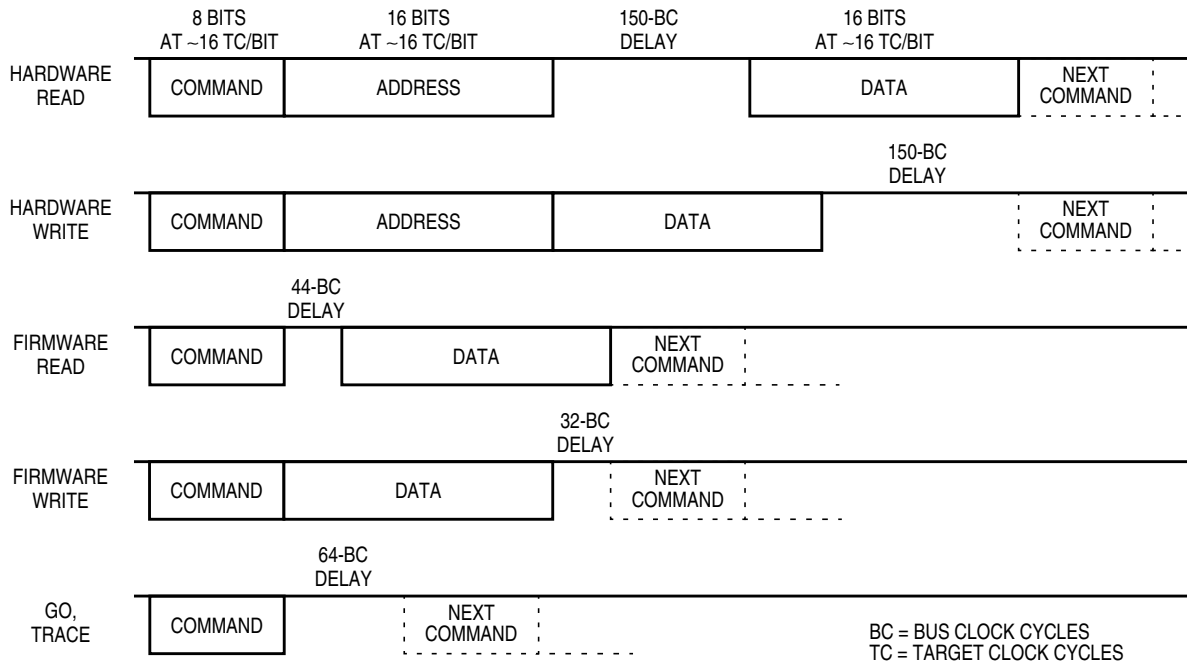 8 BITS
AT ~16 TC/BIT
16 BITS
AT ~16 TC/BIT
150-BC
DELAY
16 BITS
AT ~16 TC/BIT
HARDWARE
READ
COMMAND
ADDRESS
DATA
NEXT
COMMAND
150-BC
DELAY
HARDWARE
WRITE
COMMAND
ADDRESS
DATA
NEXT
COMMAND
44-BC
DELAY
FIRMWARE
READ
COMMAND
DATA
NEXT
COMMAND
32-BC
DELAY
FIRMWARE
WRITE
COMMAND
DATA
NEXT
COMMAND
64-BC
DELAY
GO,
TRACE
COMMAND
NEXT
COMMAND
BC = BUS CLOCK CYCLES
TC = TARGET CLOCK CYCLES